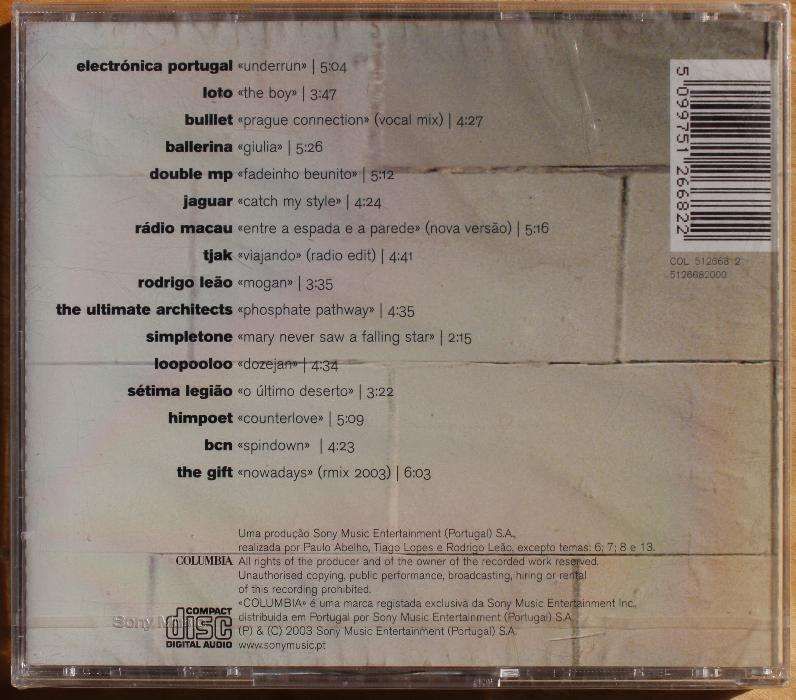 electrónica portugal «underrun» | 5:04
loto «the boy» | 3:47
bulllet «prague connection» (vocal mix) | 4:27
ballerina «giulia» | 5:26
double mp «fadeinho beunito» | 5:12
jaguar «catch my style» | 4:24
rádio macau «entre a espada e a parede» (nova versão) | 5:16
tjak «viajando» (radio edit) | 4:41
rodrigo leão «mogan» | 3:35
the ultimate architects «phosphate pathway» | 4:35
simpletone «mary never saw a falling star» | 2:15
loopooloo «dozejan» | 4:34
sétima legião «o último deserto» | 3:22
himpoet «counterlove» | 5:09
bcn «spindown» | 4:23
the gift «nowadays» (rmix 2003) | 6:03
5 099751 266822
COL 512668 2
5126682000
Uma produção Sony Music Entertainment (Portugal) S.A.,
realizada por Paulo Abelho, Tiago Lopes e Rodrigo Leão, excepto temas: 6; 7; 8 e 13.
COLUMBIA All rights of the producer and of the owner of the recorded work reserved.
Unauthorised copying, public performance, broadcasting, hiring or rental
of this recording prohibited.
«COLUMBIA» é uma marca registada exclusiva da Sony Music Entertainment Inc.,
distribuida em Portugal por Sony Music Entertainment (Portugal) S.A.
(P) & (C) 2003 Sony Music Entertainment (Portugal) S.A.
www.sonymusic.pt
Sony
COMPACT
disc
DIGITAL AUDIO